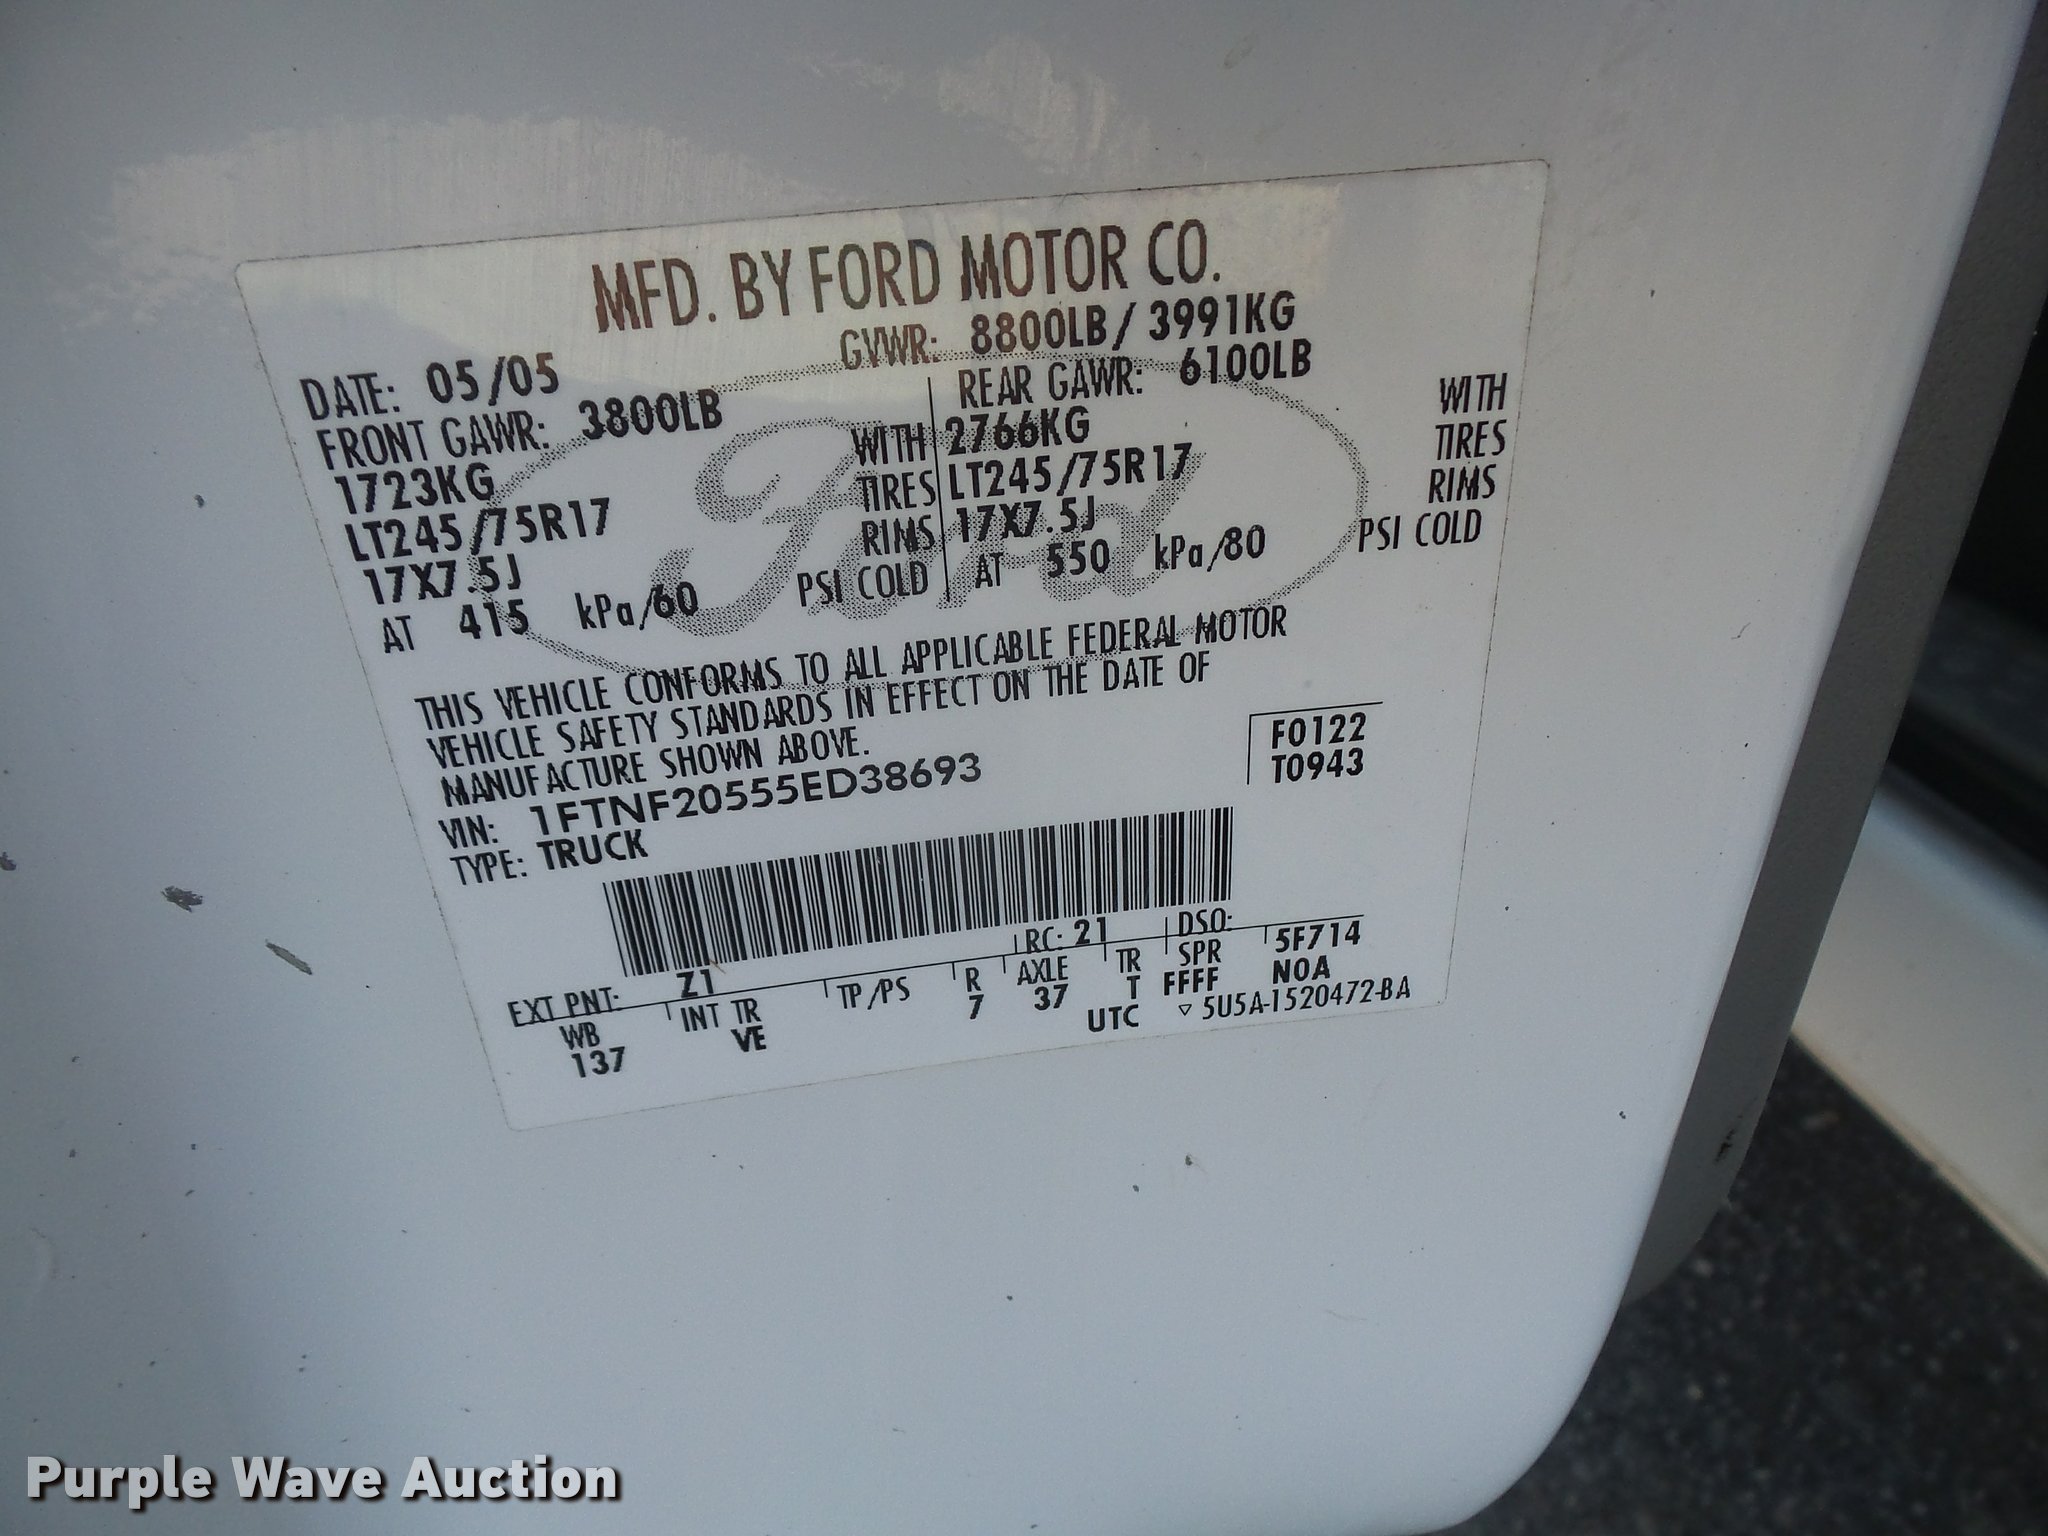 MFD. BY FORD MOTOR CO.
DATE: 05/05 GVWR: 8800LB/ 3991KG
FRONT GAWR: 3800LB REAR GAWR: 6100LB
1723KG WITH 2766KG WITH
LT245/75R17 TIRES LT245/75R17 TIRES
17X7.5J RIMS 17X7.5J RIMS
AT 415 kPa/60 PSI COLD AT 550 kPa/80 PSI COLD
Ford
THIS VEHICLE CONFORMS TO ALL APPLICABLE FEDERAL MOTOR
VEHICLE SAFETY STANDARDS IN EFFECT ON THE DATE OF
MANUFACTURE SHOWN ABOVE.
F0122
T0943
VIN: 1FTNF20555ED38693
TYPE: TRUCK
EXT PNT: Z1 RC: 21 DSO:
WB INT TR TP/PS R AXLE TR SPR 5F714
137 VE 7 37 T FFFF NOA
UTC ▽ 5U5A-1520472-BA
Purple Wave Auction